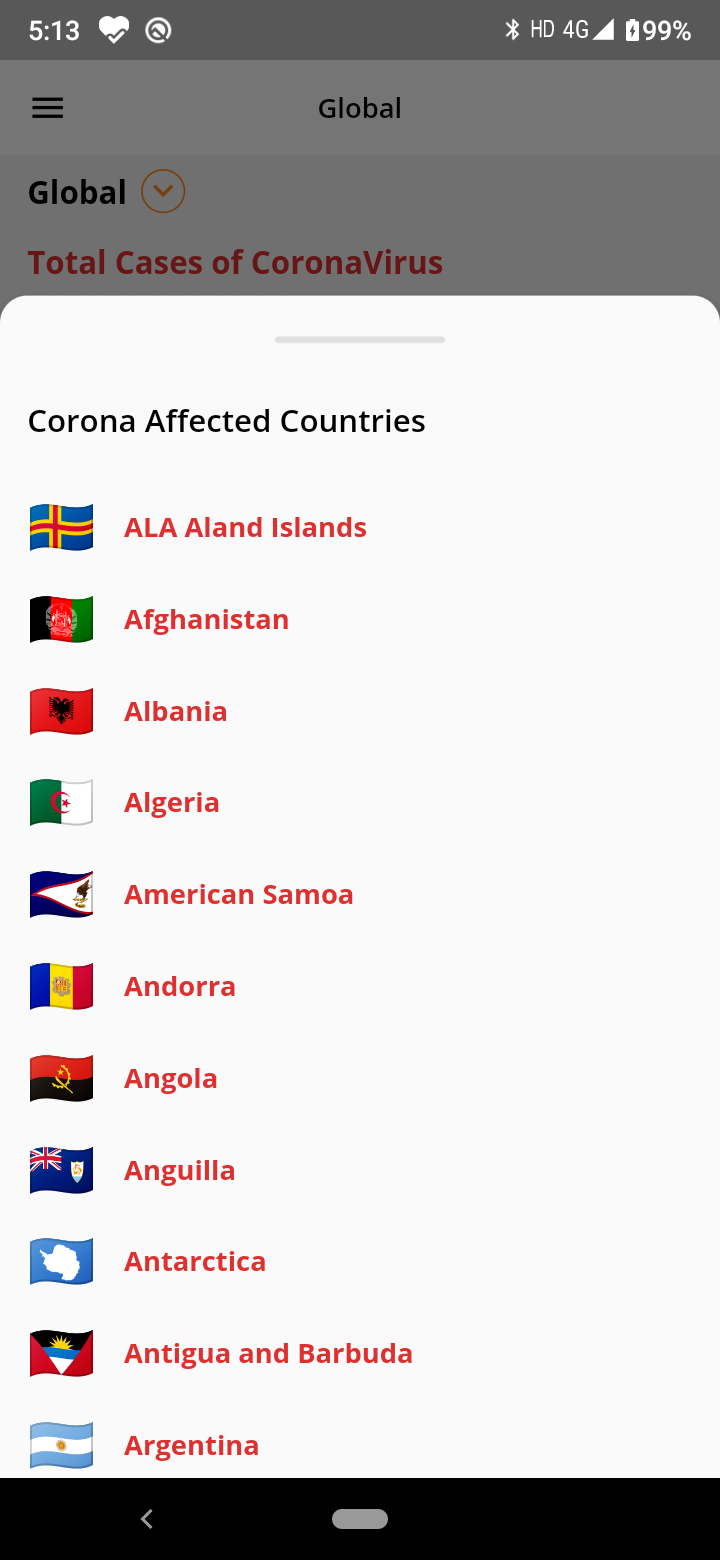 5:13 HD 4G 99%
Global
Global
Total Cases of CoronaVirus
Corona Affected Countries
ALA Aland Islands
Afghanistan
Albania
Algeria
American Samoa
Andorra
Angola
Anguilla
Antarctica
Antigua and Barbuda
Argentina